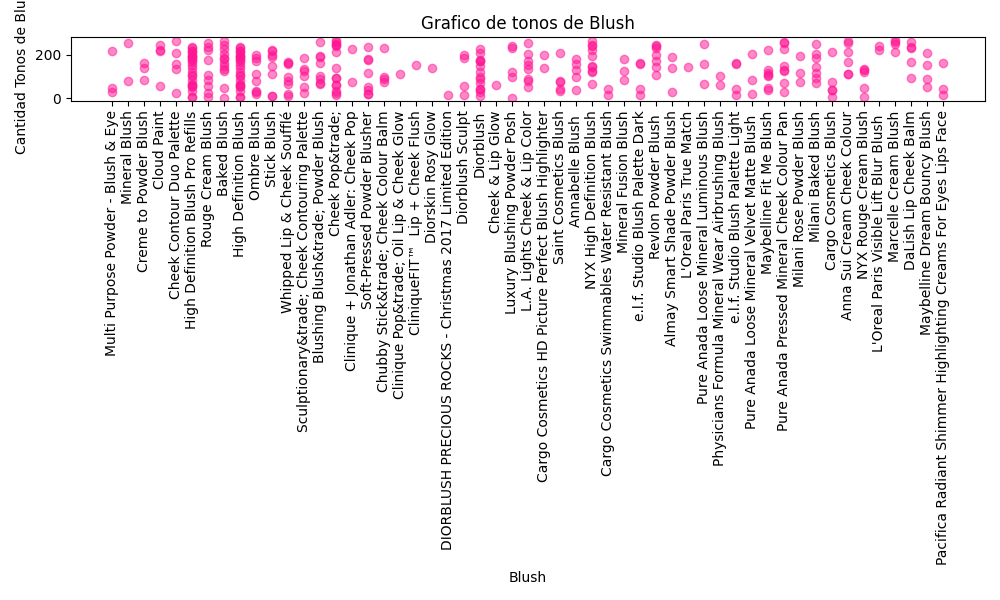 Grafico de tonos de Blush
Cantidad Tonos de Blu
200
0
Multi Purpose Powder - Blush & Eye
Mineral Blush
Creme to Powder Blush
Cloud Paint
Cheek Contour Duo Palette
High Definition Blush Pro Refills
Rouge Cream Blush
Baked Blush
High Definition Blush
Ombre Blush
Stick Blush
Whipped Lip & Cheek Soufflé
Sculptionary&trade; Cheek Contouring Palette
Blushing Blush&trade; Powder Blush
Cheek Pop&trade;
Clinique + Jonathan Adler: Cheek Pop
Soft-Pressed Powder Blusher
Chubby Stick&trade; Cheek Colour Balm
Clinique Pop&trade; Oil Lip & Cheek Glow
CliniqueFIT™  Lip + Cheek Flush
Diorskin Rosy Glow
DIORBLUSH PRECIOUS ROCKS - Christmas 2017 Limited Edition
Diorblush Sculpt
Diorblush
Cheek & Lip Glow
Luxury Blushing Powder Posh
L.A. Lights Cheek & Lip Color
Cargo Cosmetics HD Picture Perfect Blush Highlighter
Saint Cosmetics Blush
Annabelle Blush
NYX High Definition Blush
Cargo Cosmetics Swimmables Water Resistant Blush
Mineral Fusion Blush
e.l.f. Studio Blush Palette Dark
Revlon Powder Blush
Almay Smart Shade Powder Blush
L'Oreal Paris True Match
Pure Anada Loose Mineral Luminous Blush
Physicians Formula Mineral Wear Airbrushing Blush
e.l.f. Studio Blush Palette Light
Pure Anada Loose Mineral Velvet Matte Blush
Maybelline Fit Me Blush
Pure Anada Pressed Mineral Cheek Colour Pan
Milani Rose Powder Blush
Milani Baked Blush
Cargo Cosmetics Blush
Anna Sui Cream Cheek Colour
NYX Rouge Cream Blush
L'Oreal Paris Visible Lift Blur Blush
Marcelle Cream Blush
DaLish Lip Cheek Balm
Maybelline Dream Bouncy Blush
Pacifica Radiant Shimmer Highlighting Creams For Eyes Lips Face
Blush